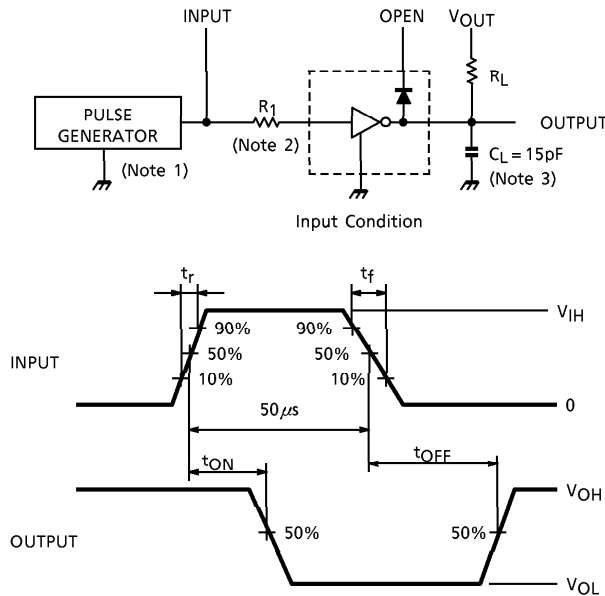 INPUT
OPEN
VOUT
PULSE
GENERATOR
R1
RL
OUTPUT
(Note 1)
(Note 2)
CL = 15pF
(Note 3)
Input Condition
tr
tf
VIH
90%
90%
INPUT
50%
50%
10%
10%
50μs
0
tON
tOFF
VOH
OUTPUT
50%
50%
VOL